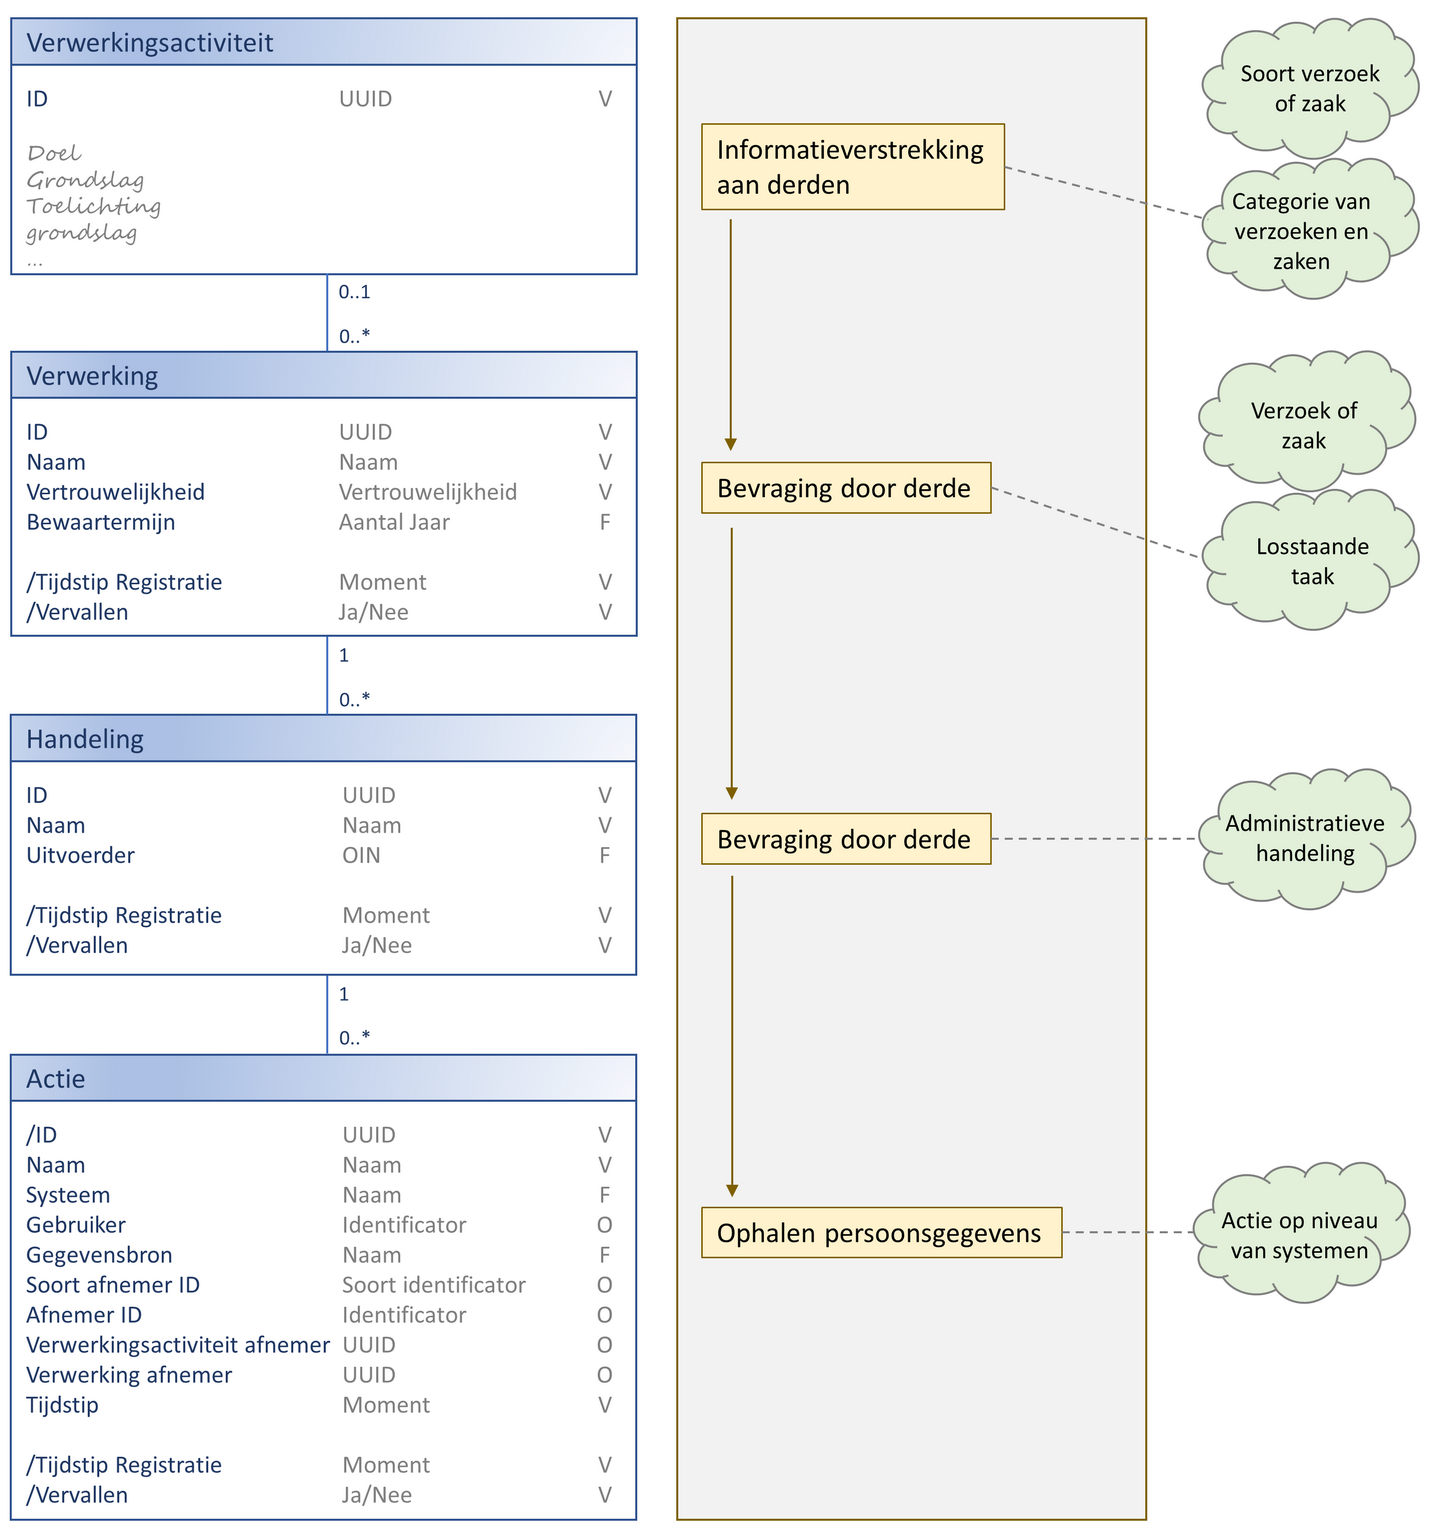 Verwerkingsactiviteit
ID UUID V
Doel
Grondslag
Toelichting
grondslag
...
0..1
0..*
Verwerking
ID UUID V
Naam Naam V
Vertrouwelijkheid Vertrouwelijkheid V
Bewaartermijn Aantal Jaar F
/Tijdstip Registratie Moment V
/Vervallen Ja/Nee V
1
0..*
Handeling
ID UUID V
Naam Naam V
Uitvoerder OIN F
/Tijdstip Registratie Moment V
/Vervallen Ja/Nee V
1
0..*
Actie
/ID UUID V
Naam Naam V
Systeem Naam F
Gebruiker Identificator O
Gegevensbron Naam F
Soort afnemer ID Soort identificator O
Afnemer ID Identificator O
Verwerkingsactiviteit afnemer UUID O
Verwerking afnemer UUID O
Tijdstip Moment V
/Tijdstip Registratie Moment V
/Vervallen Ja/Nee V
Informatieverstrekking
aan derden
Bevraging door derde
Bevraging door derde
Ophalen persoonsgegevens
Soort verzoek
of zaak
Categorie van
verzoeken en
zaken
Verzoek of
zaak
Losstaande
taak
Administratieve
handeling
Actie op niveau
van systemen